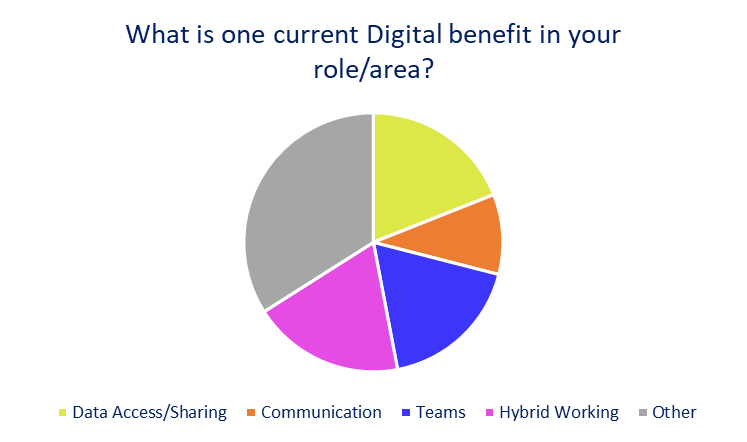 What is one current Digital benefit in your
role/area?
Data Access/Sharing Communication Teams Hybrid Working Other